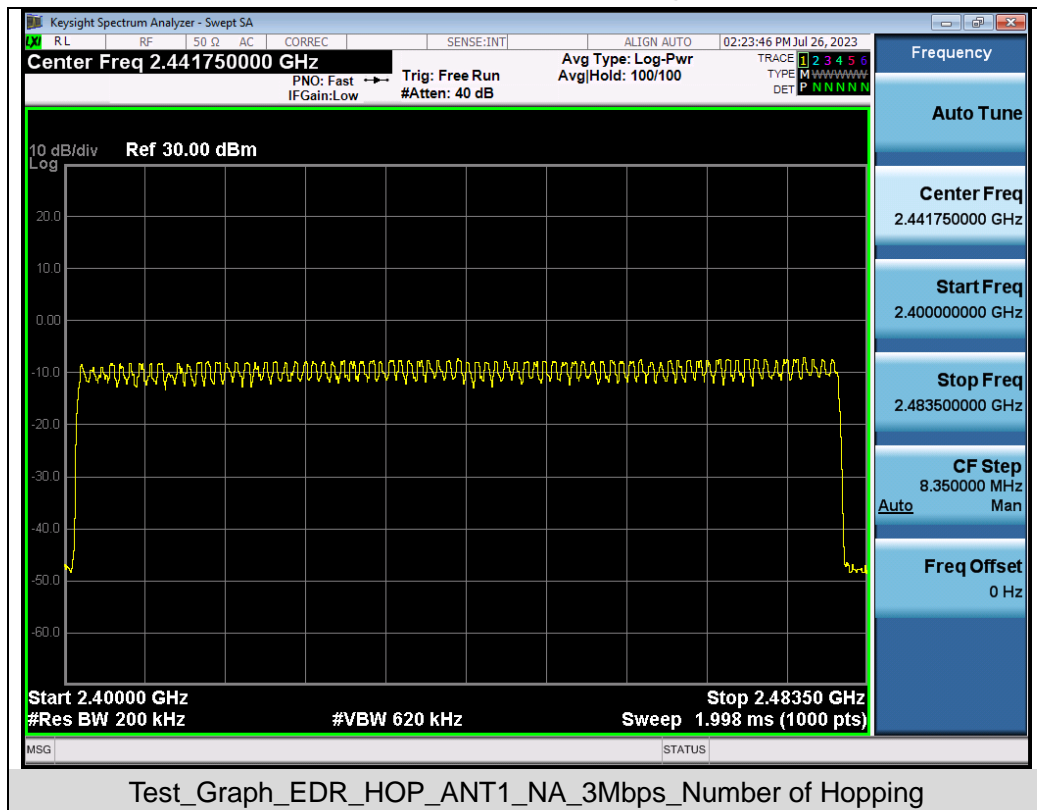 Keysight Spectrum Analyzer - Swept SA
LXI RL RF 50 Ω AC CORREC SENSE:INT ALIGN AUTO 02:23:46 PM Jul 26, 2023
Center Freq 2.441750000 GHz
PNO: Fast
IFGain:Low
Trig: Free Run
#Atten: 40 dB
Avg Type: Log-Pwr
Avg|Hold: 100/100
TRACE 1 2 3 4 5 6
TYPE M WWWWW
DET P N N N N N
10 dB/div Ref 30.00 dBm
Log
20.0
10.0
0.00
-10.0
-20.0
-30.0
-40.0
-50.0
-60.0
Start 2.40000 GHz Stop 2.48350 GHz
#Res BW 200 kHz #VBW 620 kHz Sweep 1.998 ms (1000 pts)
MSG STATUS
Frequency
Auto Tune
Center Freq
2.441750000 GHz
Start Freq
2.400000000 GHz
Stop Freq
2.483500000 GHz
CF Step
8.350000 MHz
Auto Man
Freq Offset
0 Hz
Test_Graph_EDR_HOP_ANT1_NA_3Mbps_Number of Hopping